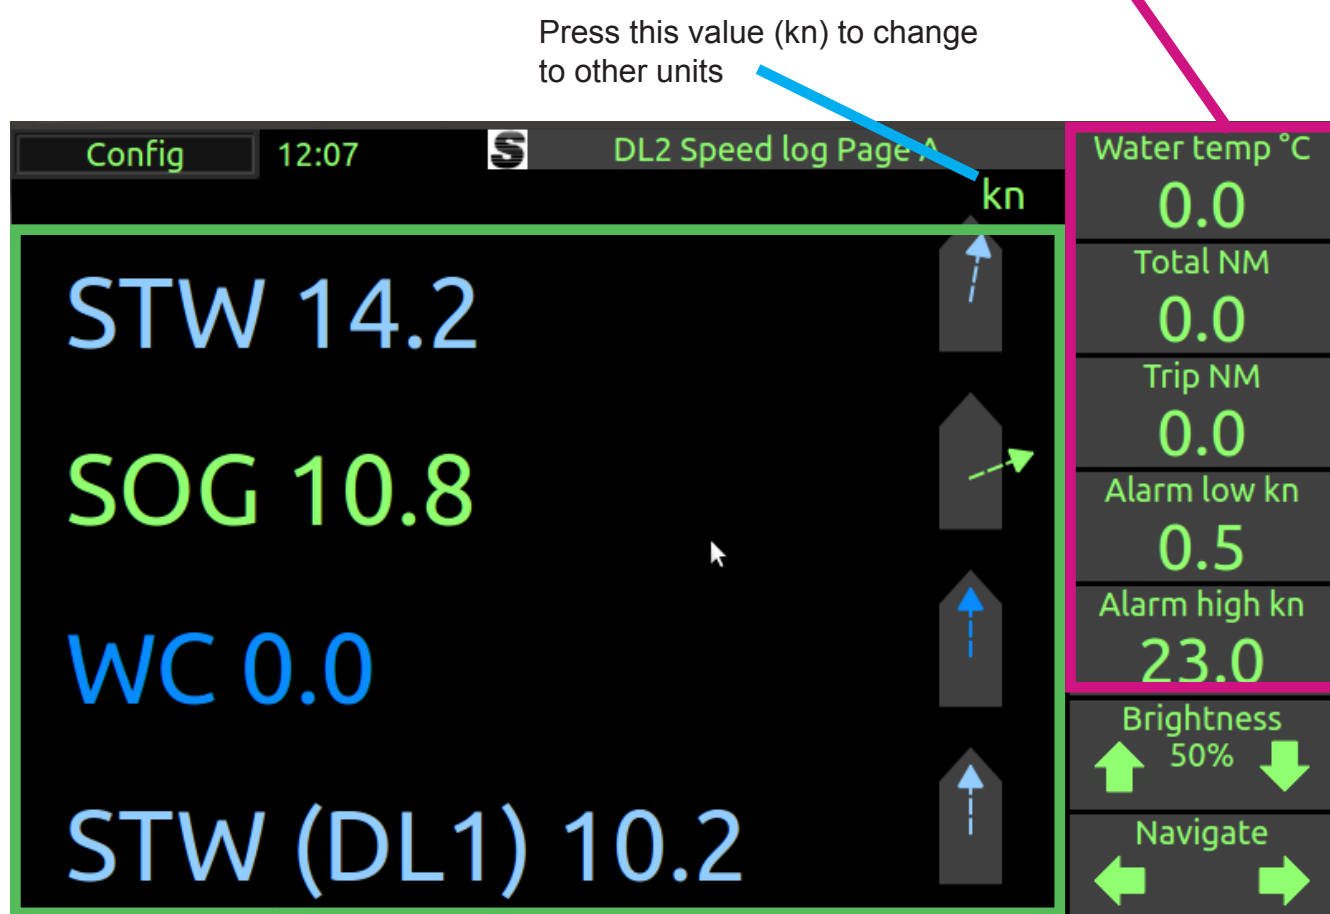 Press this value (kn) to change
to other units
Config 12:07 S DL2 Speed log Page A
kn
STW 14.2
SOG 10.8
WC 0.0
STW (DL1) 10.2
Water temp °C
0.0
Total NM
0.0
Trip NM
0.0
Alarm low kn
0.5
Alarm high kn
23.0
Brightness
50%
Navigate